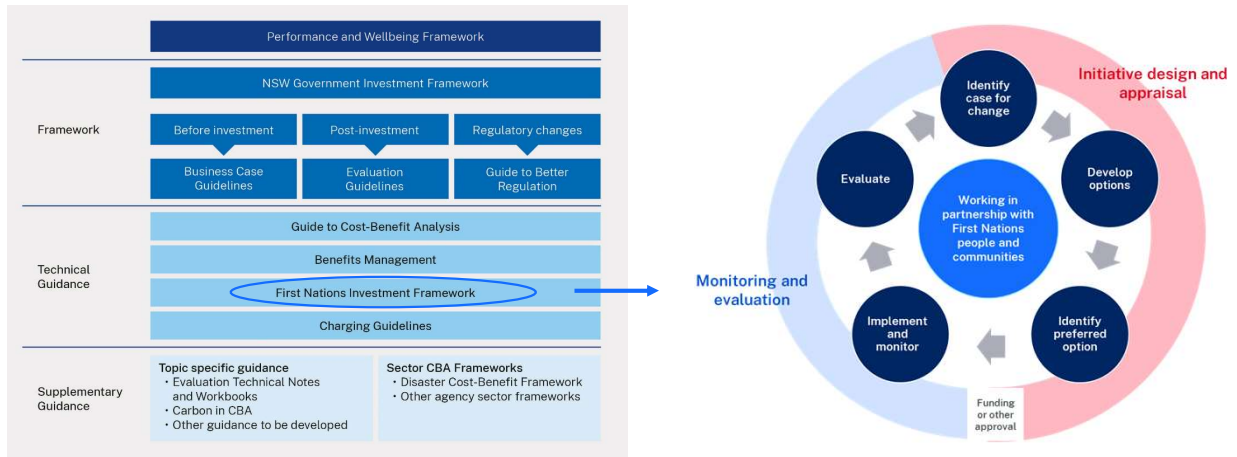 Performance and Wellbeing Framework
Framework
NSW Government Investment Framework
Before investment
Post-investment
Regulatory changes
Business Case
Guidelines
Evaluation
Guidelines
Guide to Better
Regulation
Technical
Guidance
Guide to Cost-Benefit Analysis
Benefits Management
First Nations Investment Framework
Charging Guidelines
Supplementary
Guidance
Topic specific guidance
• Evaluation Technical Notes
and Workbooks
• Carbon in CBA
• Other guidance to be developed
Sector CBA Frameworks
• Disaster Cost-Benefit Framework
• Other agency sector frameworks
Initiative design and
appraisal
Identify
case for
change
Develop
options
Identify
preferred
option
Implement
and
monitor
Evaluate
Working in
partnership with
First Nations
people and
communities
Monitoring and
evaluation
Funding
or other
approval